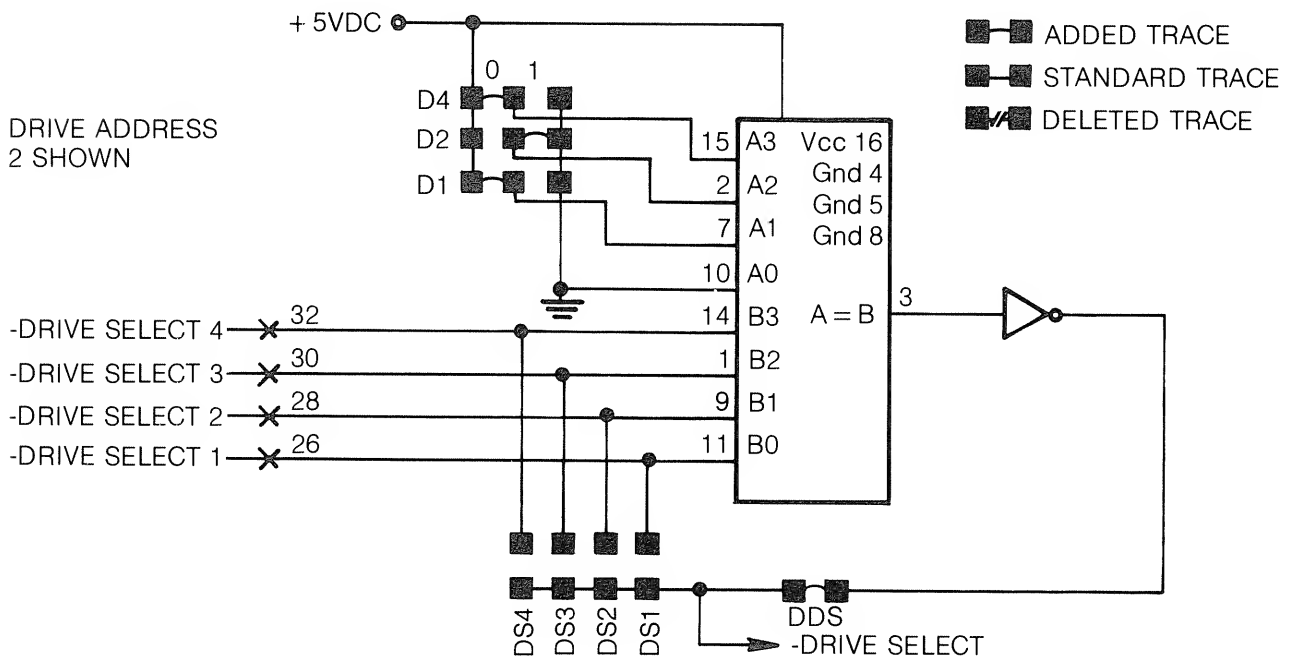 + 5VDC
ADDED TRACE
STANDARD TRACE
DELETED TRACE
0 1
D4
D2
D1
DRIVE ADDRESS
2 SHOWN
15 A3 Vcc 16
Gnd 4
2 A2
Gnd 5
7 A1
Gnd 8
10 A0
14 B3 A = B 3
1 B2
9 B1
11 B0
-DRIVE SELECT 4 32
-DRIVE SELECT 3 30
-DRIVE SELECT 2 28
-DRIVE SELECT 1 26
DS4
DS3
DS2
DS1
DDS
-DRIVE SELECT